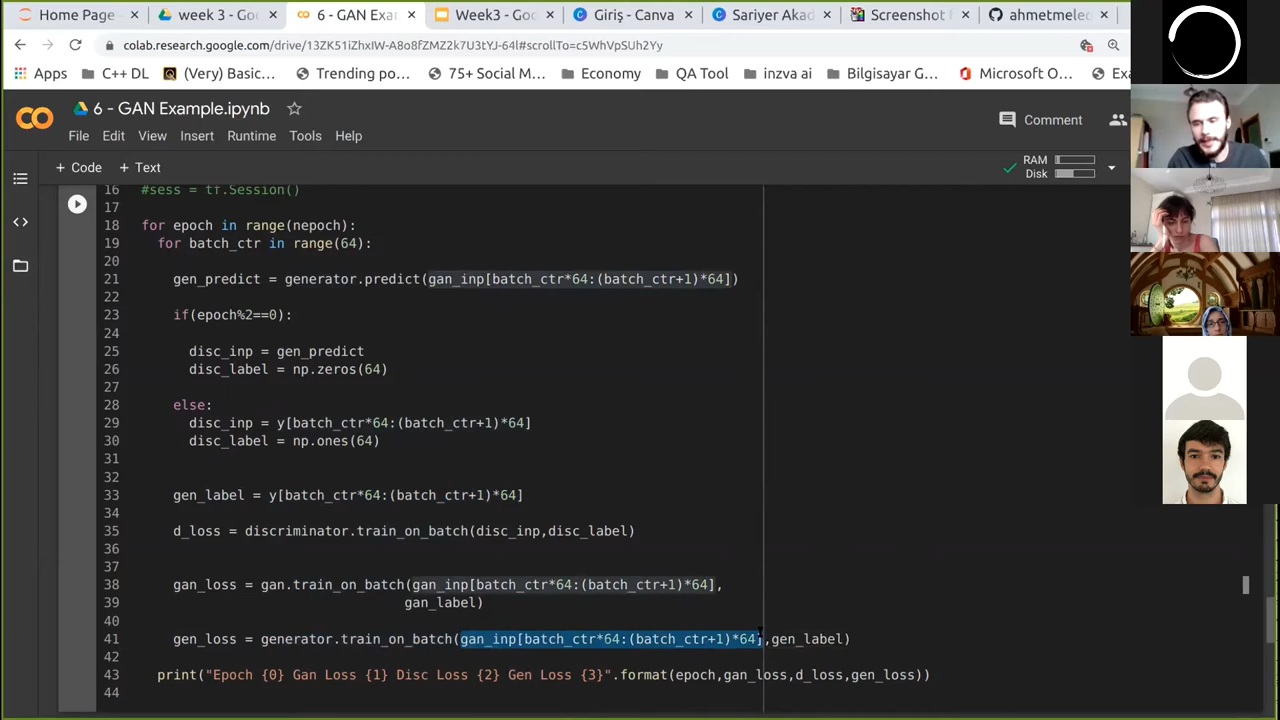 Home Page -
week 3 - Goo
6 - GAN Exa
Week3 - Goo
Giriş - Canva
Sariyer Akad
Screenshot
ahmetmelec
colab.research.google.com/drive/13ZK51iZhxIW-A8o8fZMZ2k7U3tYJ-64l#scrollTo=c5WhVpSUh2Yy
Apps
C++ DL
(Very) Basic...
Trending po...
75+ Social M...
Economy
QA Tool
inzva ai
Bilgisayar G...
Microsoft O...
Exa
6 - GAN Example.ipynb
Comment
File Edit View Insert Runtime Tools Help
+ Code + Text
RAM
Disk
16 #sess = tf.Session()
17
18 for epoch in range(nepoch):
19 for batch_ctr in range(64):
20
21 gen_predict = generator.predict(gan_inp[batch_ctr*64:(batch_ctr+1)*64])
22
23 if(epoch%2==0):
24
25 disc_inp = gen_predict
26 disc_label = np.zeros(64)
27
28 else:
29 disc_inp = y[batch_ctr*64:(batch_ctr+1)*64]
30 disc_label = np.ones(64)
31
32
33 gen_label = y[batch_ctr*64:(batch_ctr+1)*64]
34
35 d_loss = discriminator.train_on_batch(disc_inp,disc_label)
36
37
38 gan_loss = gan.train_on_batch(gan_inp[batch_ctr*64:(batch_ctr+1)*64],
39 gan_label)
40
41 gen_loss = generator.train_on_batch(gan_inp[batch_ctr*64:(batch_ctr+1)*64],gen_label)
42
43 print("Epoch {0} Gan Loss {1} Disc Loss {2} Gen Loss {3}".format(epoch,gan_loss,d_loss,gen_loss))
44